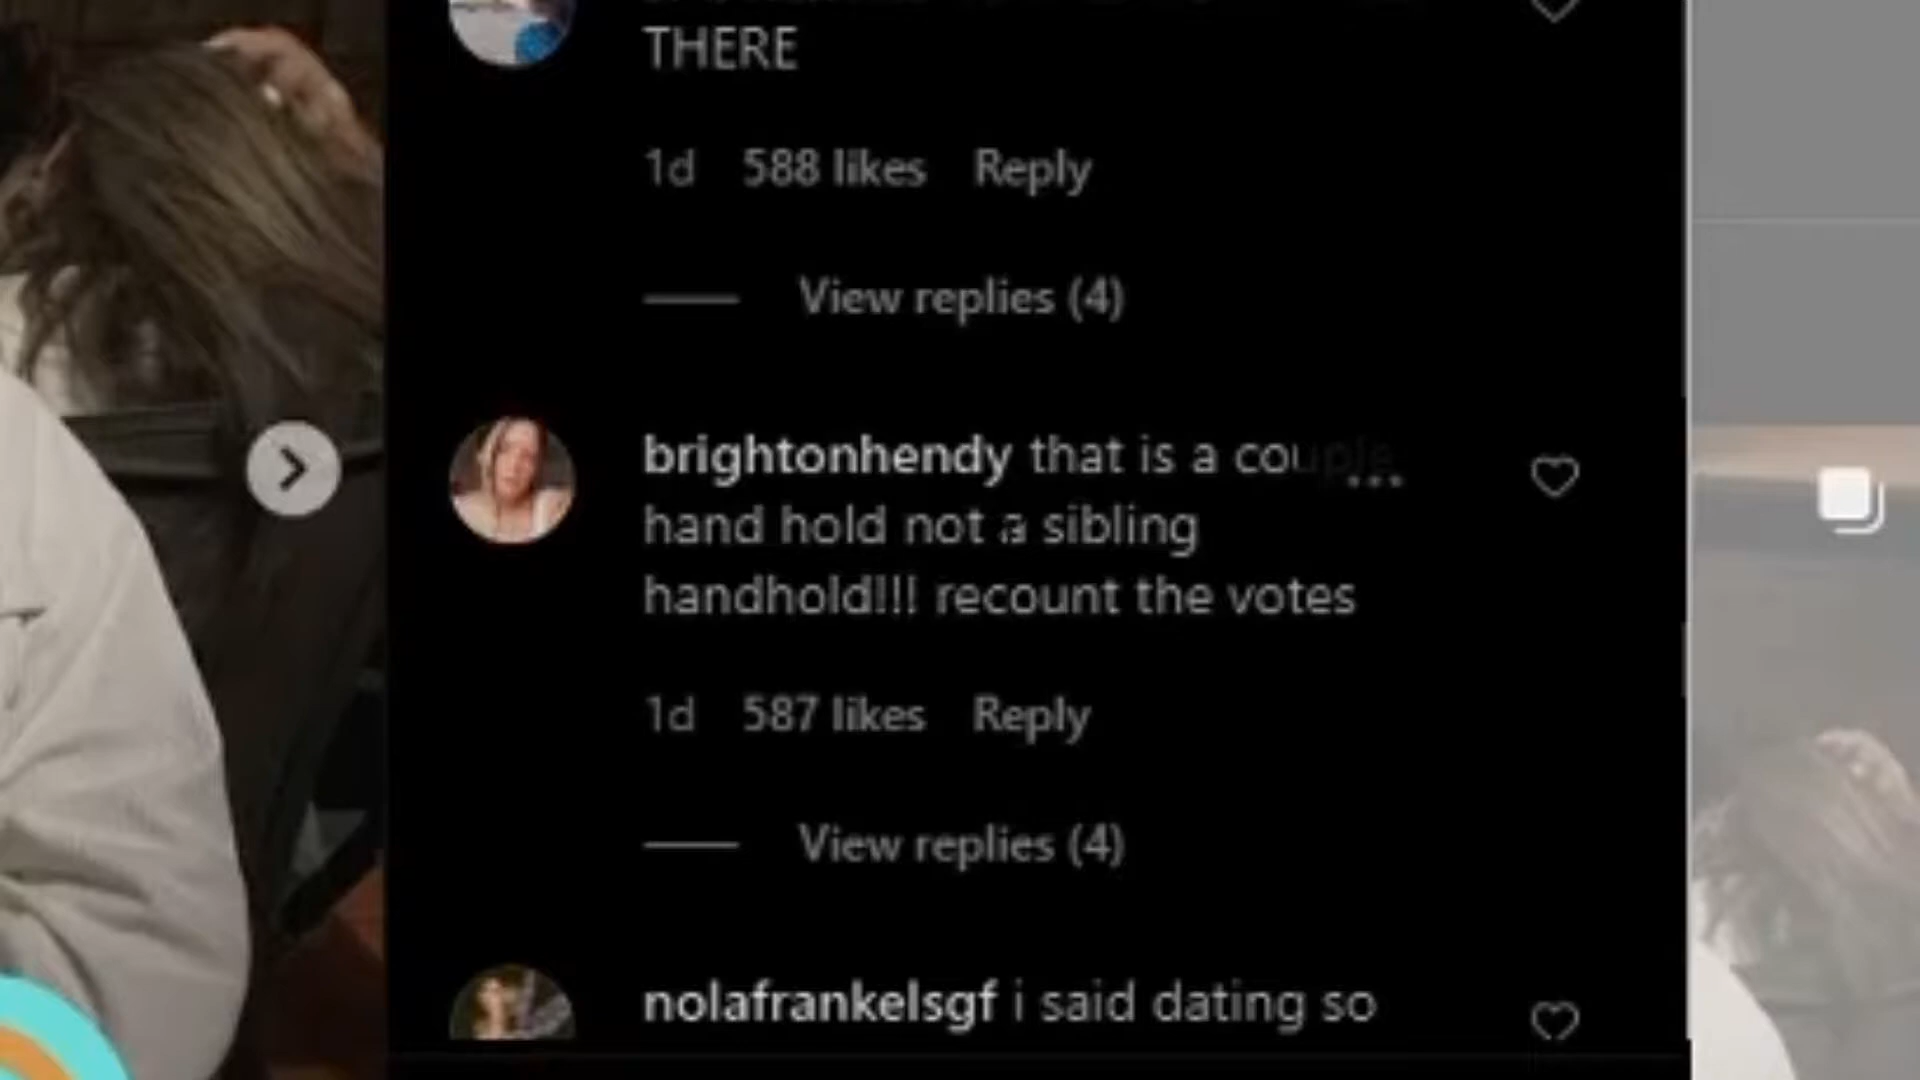 THERE
1d 588 likes Reply
View replies (4)
brightonhendy that is a couple
hand hold not a sibling
handhold!!! recount the votes
1d 587 likes Reply
View replies (4)
nolafrankelsgf i said dating so